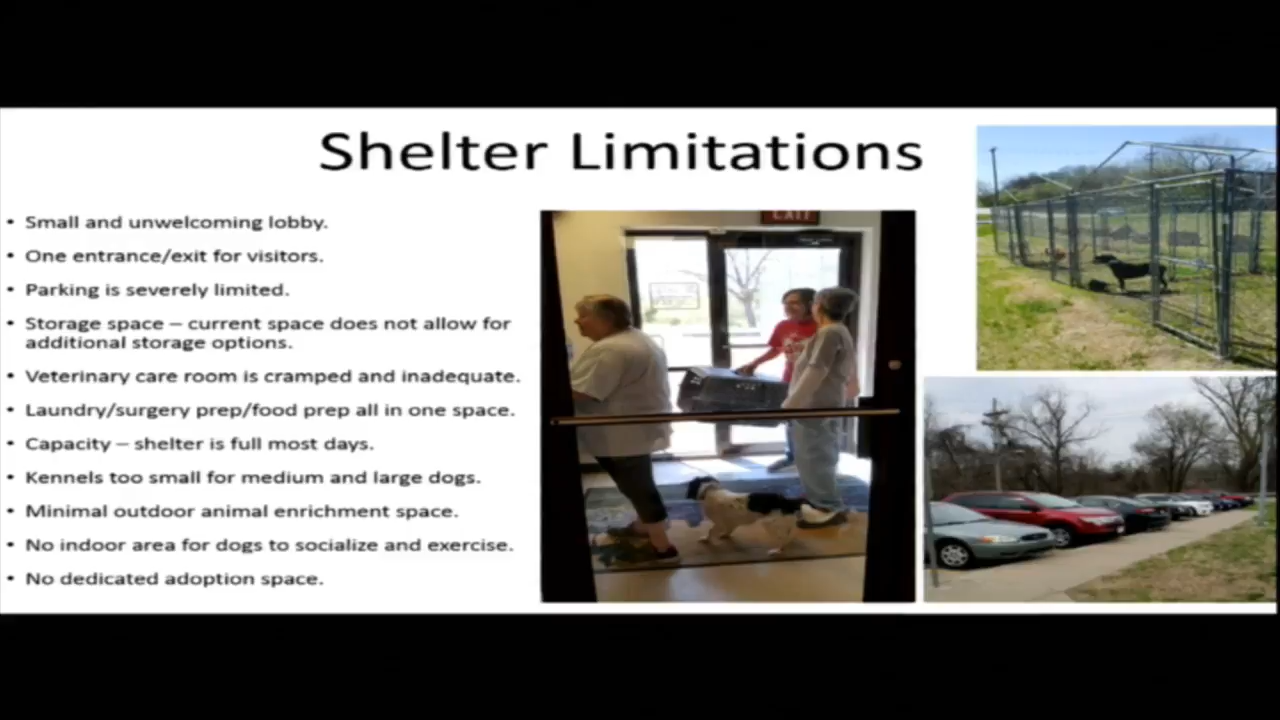 Shelter Limitations
• Small and unwelcoming lobby.
• One entrance/exit for visitors.
• Parking is severely limited.
• Storage space – current space does not allow for
additional storage options.
• Veterinary care room is cramped and inadequate.
• Laundry/surgery prep/food prep all in one space.
• Capacity – shelter is full most days.
• Kennels too small for medium and large dogs.
• Minimal outdoor animal enrichment space.
• No indoor area for dogs to socialize and exercise.
• No dedicated adoption space.
EXIT